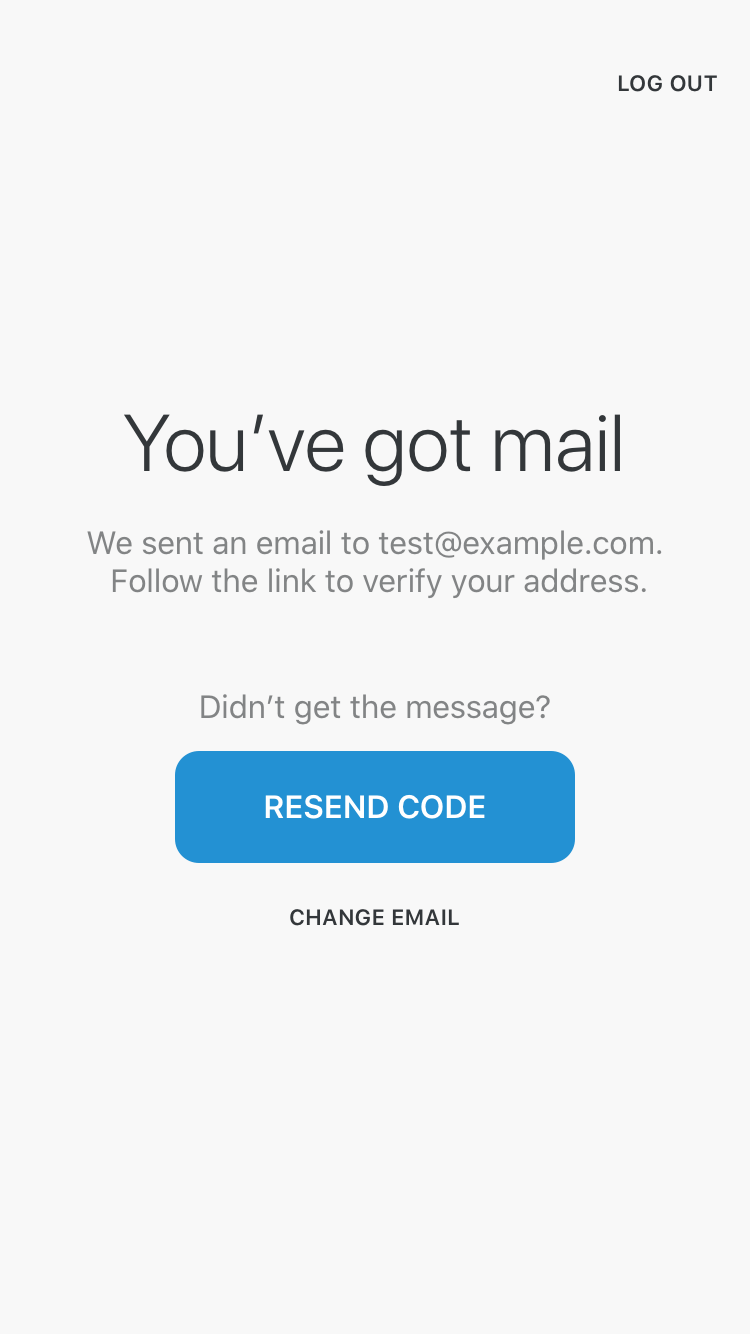 LOG OUT
You’ve got mail
We sent an email to test@example.com.
Follow the link to verify your address.
Didn’t get the message?
RESEND CODE
CHANGE EMAIL